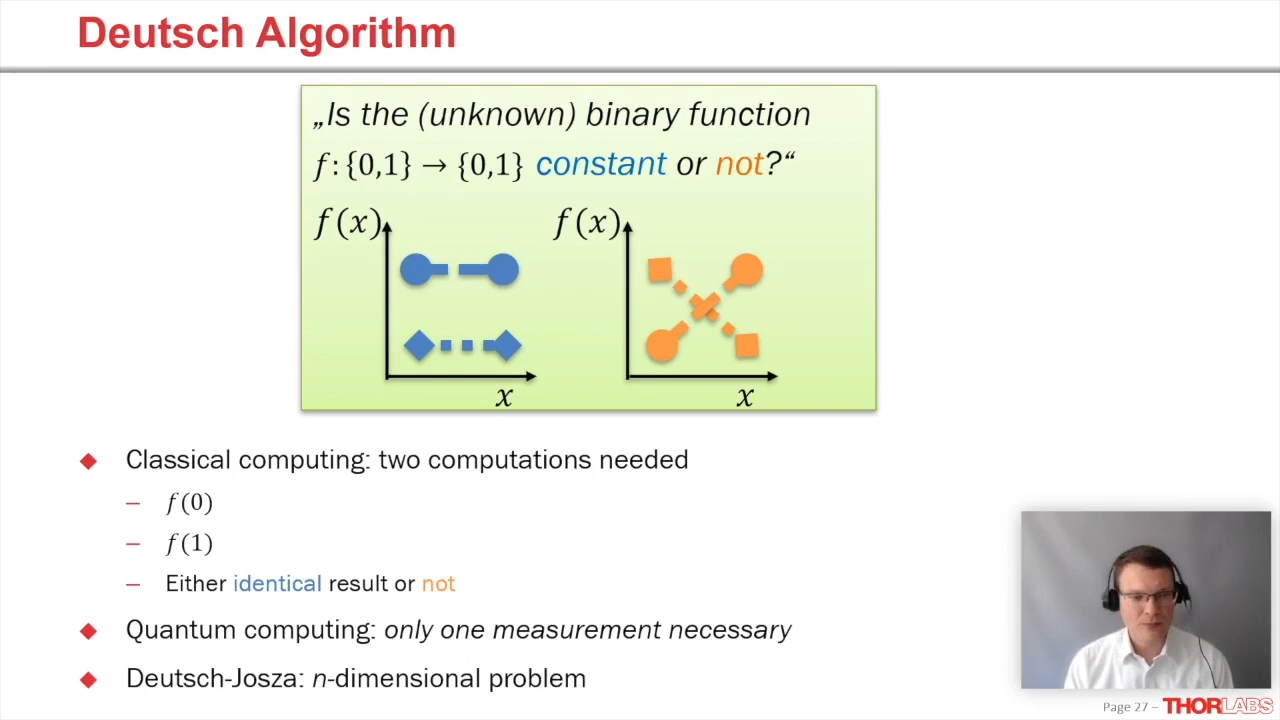 Deutsch Algorithm
„Is the (unknown) binary function
f: {0,1} → {0,1} constant or not?“
f(x)
f(x)
x
x
Classical computing: two computations needed
– f(0)
– f(1)
– Either identical result or not
Quantum computing: only one measurement necessary
Deutsch-Josza: n-dimensional problem
Page 27 – THORLABS